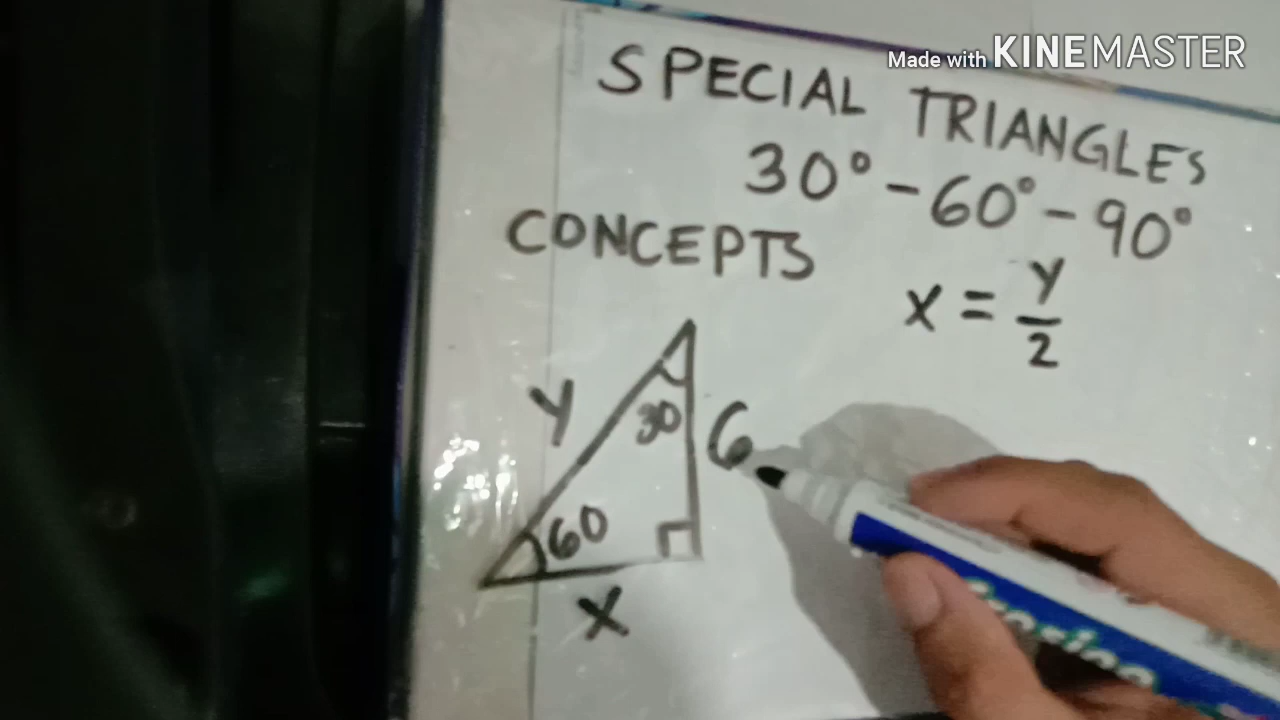 Made with KINEMASTER
SPECIAL TRIANGLES
30° - 60° - 90°
CONCEPTS
x = y/2
y
30
6
60
x